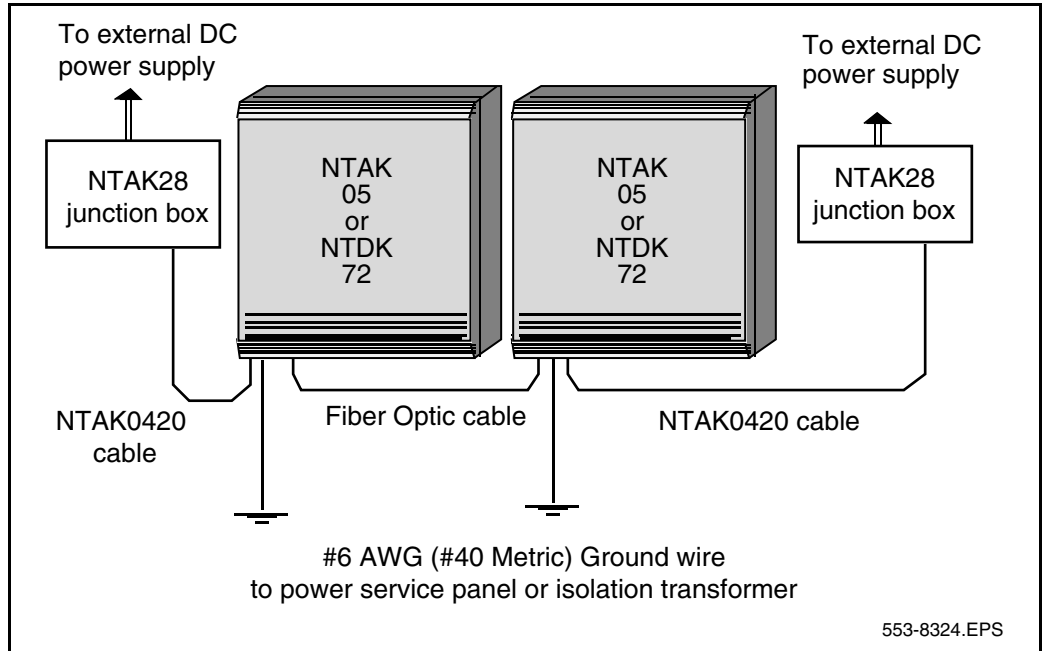 To external DC
power supply
To external DC
power supply
NTAK28
junction box
NTAK
05
or
NTDK
72
NTAK
05
or
NTDK
72
NTAK28
junction box
NTAK0420
cable
Fiber Optic cable
NTAK0420 cable
#6 AWG (#40 Metric) Ground wire
to power service panel or isolation transformer
553-8324.EPS